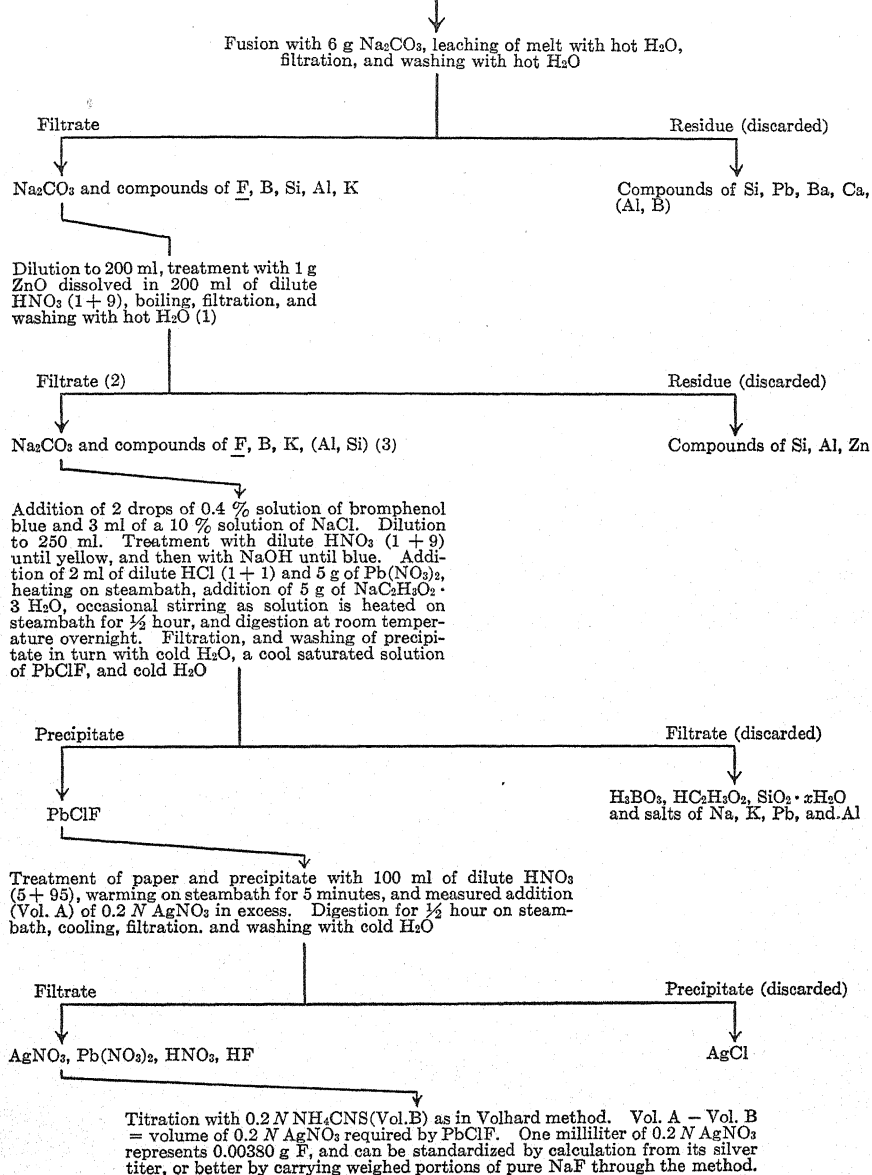 Fusion with 6 g Na₂CO₃, leaching of melt with hot H₂O,
filtration, and washing with hot H₂O
Filtrate
Residue (discarded)
Na₂CO₃ and compounds of F, B, Si, Al, K
Compounds of Si, Pb, Ba, Ca,
(Al, B)
Dilution to 200 ml, treatment with 1 g
ZnO dissolved in 200 ml of dilute
HNO₃ (1 + 9), boiling, filtration, and
washing with hot H₂O (1)
Filtrate (2)
Residue (discarded)
Na₂CO₃ and compounds of F, B, K, (Al, Si) (3)
Compounds of Si, Al, Zn
Addition of 2 drops of 0.4 % solution of bromphenol
blue and 3 ml of a 10 % solution of NaCl. Dilution
to 250 ml. Treatment with dilute HNO₃ (1 + 9)
until yellow, and then with NaOH until blue. Addi-
tion of 2 ml of dilute HCl (1 + 1) and 5 g of Pb(NO₃)₂,
heating on steambath, addition of 5 g of NaC₂H₃O₂ ·
3 H₂O, occasional stirring as solution is heated on
steambath for ½ hour, and digestion at room temper-
ature overnight. Filtration, and washing of precipi-
tate in turn with cold H₂O, a cool saturated solution
of PbClF, and cold H₂O
Precipitate
Filtrate (discarded)
PbClF
H₃BO₃, HC₂H₃O₂, SiO₂ · xH₂O
and salts of Na, K, Pb, and Al
Treatment of paper and precipitate with 100 ml of dilute HNO₃
(5 + 95), warming on steambath for 5 minutes, and measured addition
(Vol. A) of 0.2 N AgNO₃ in excess. Digestion for ½ hour on steam-
bath, cooling, filtration. and washing with cold H₂O
Filtrate
Precipitate (discarded)
AgNO₃, Pb(NO₃)₂, HNO₃, HF
AgCl
Titration with 0.2 N NH₄CNS(Vol.B) as in Volhard method. Vol. A − Vol. B
= volume of 0.2 N AgNO₃ required by PbClF. One milliliter of 0.2 N AgNO₃
represents 0.00380 g F, and can be standardized by calculation from its silver
titer, or better by carrying weighed portions of pure NaF through the method.